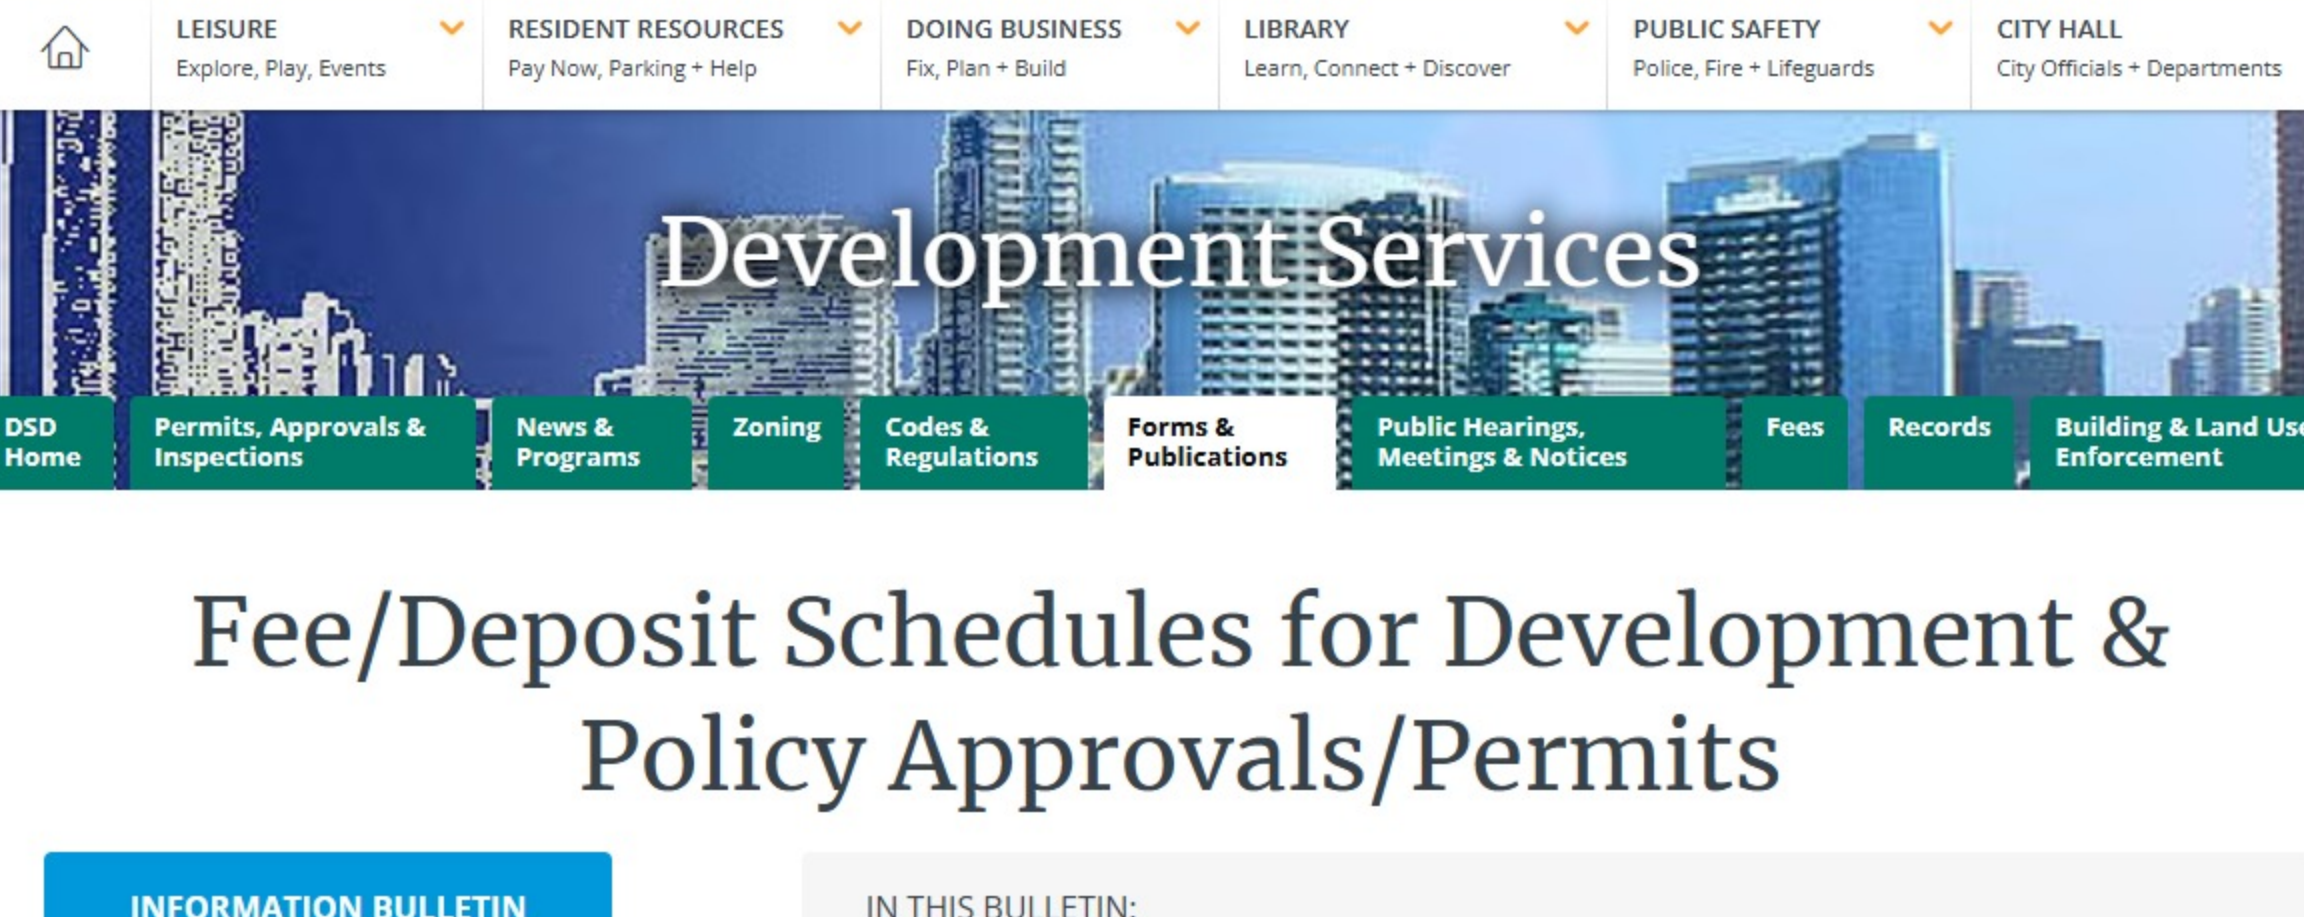 LEISURE
Explore, Play, Events
RESIDENT RESOURCES
Pay Now, Parking + Help
DOING BUSINESS
Fix, Plan + Build
LIBRARY
Learn, Connect + Discover
PUBLIC SAFETY
Police, Fire + Lifeguards
CITY HALL
City Officials + Departments
Development Services
DSD
Home
Permits, Approvals &
Inspections
News &
Programs
Zoning
Codes &
Regulations
Forms &
Publications
Public Hearings,
Meetings & Notices
Fees
Records
Building & Land Use
Enforcement
Fee/Deposit Schedules for Development &
Policy Approvals/Permits
INFORMATION BULLETIN
IN THIS BULLETIN: